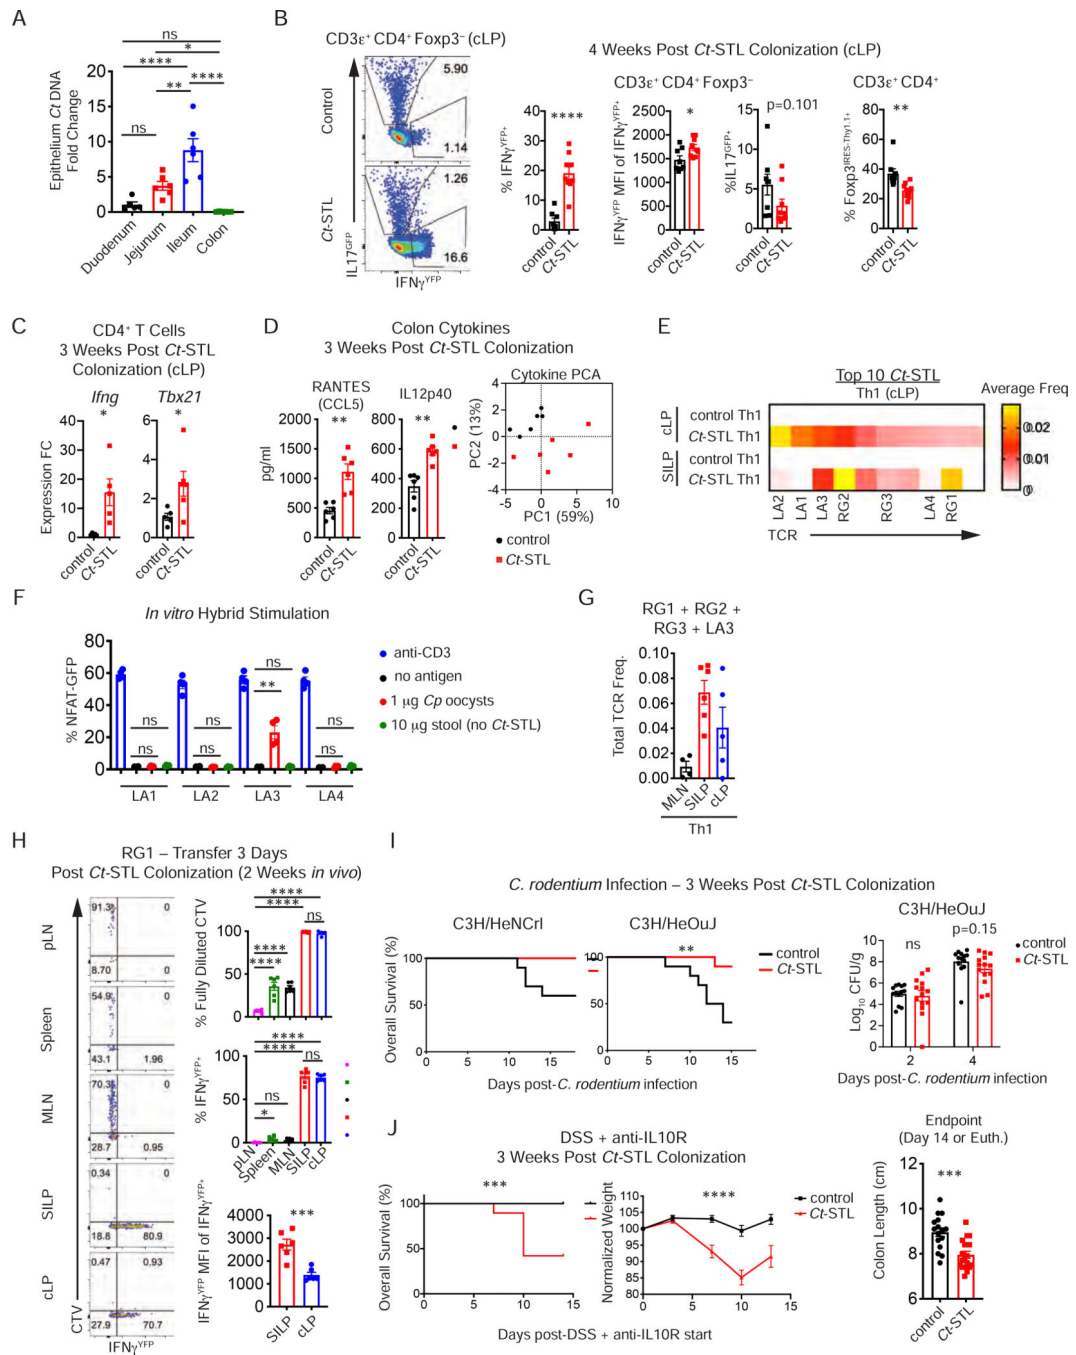 A
ns
*
****
****
**
ns
Epithelium Ct DNA
Fold Change
20
15
10
5
0
Duodenum
Jejunum
Ileum
Colon
B
CD3ε+ CD4+ Foxp3– (cLP)
Control
5.90
1.14
Ct-STL
1.26
16.6
IL17GFP
IFNγYFP
4 Weeks Post Ct-STL Colonization (cLP)
CD3ε+ CD4+ Foxp3–
CD3ε+ CD4+
% IFNγYFP+
40
30
20
10
0
****
control
Ct-STL
IFNγYFP MFI of IFNγYFP+
2500
2000
1500
1000
500
0
*
control
Ct-STL
%IL17GFP+
15
10
5
0
p=0.101
control
Ct-STL
% Foxp3IRES-Thy1.1+
80
60
40
20
0
**
control
Ct-STL
C
CD4+ T Cells
3 Weeks Post Ct-STL
Colonization (cLP)
Ifng
Tbx21
*
*
Expression FC
40
30
20
10
0
6
4
2
0
control
Ct-STL
control
Ct-STL
D
Colon Cytokines
3 Weeks Post Ct-STL Colonization
RANTES
(CCL5)
IL12p40
**
**
pg/ml
2000
1500
1000
500
0
800
600
400
200
0
control
Ct-STL
control
Ct-STL
Cytokine PCA
PC2 (13%)
4
2
0
-2
-4
-5
0
5
10
PC1 (59%)
control
Ct-STL
E
Top 10 Ct-STL
Th1 (cLP)
Average Freq
cLP
control Th1
Ct-STL Th1
SILP
control Th1
Ct-STL Th1
0.02
0.01
0
LA2
LA1
LA3
RG2
RG3
LA4
RG1
TCR
F
In vitro Hybrid Stimulation
% NFAT-GFP
80
60
40
20
0
ns
ns
ns
ns
ns
**
ns
ns
LA1
LA2
LA3
LA4
anti-CD3
no antigen
1 μg Cp oocysts
10 μg stool (no Ct-STL)
G
RG1 + RG2 +
RG3 + LA3
Total TCR Freq.
0.10
0.08
0.06
0.04
0.02
0.00
MLN
SILP
cLP
Th1
H
RG1 – Transfer 3 Days
Post Ct-STL Colonization (2 Weeks in vivo)
pLN
91.3
0
8.70
0
Spleen
54.9
0
43.1
1.96
MLN
70.3
0
28.7
0.95
SILP
0.34
0
18.8
80.9
cLP
0.47
0.93
27.9
70.7
CTV
IFNγYFP
% Fully Diluted CTV
100
50
0
****
****
ns
****
****
% IFNγYFP+
100
50
0
****
****
ns
ns
*
pLN
Spleen
MLN
SILP
cLP
IFNγYFP MFI of IFNγYFP+
4000
3000
2000
1000
0
***
SILP
cLP
I
C. rodentium Infection – 3 Weeks Post Ct-STL Colonization
C3H/HeNCrl
C3H/HeOuJ
**
control
Ct-STL
Overall Survival (%)
100
50
0
0
5
10
15
100
50
0
0
5
10
15
Days post-C. rodentium infection
C3H/HeOuJ
p=0.15
ns
control
Ct-STL
Log10 CFU/g
10
8
6
4
2
0
2
4
Days post-C. rodentium infection
J
DSS + anti-IL10R
3 Weeks Post Ct-STL Colonization
***
Overall Survival (%)
100
50
0
0
5
10
15
****
Normalized Weight
110
105
100
95
90
85
80
0
5
10
15
control
Ct-STL
Days post-DSS + anti-IL10R start
Endpoint
(Day 14 or Euth.)
***
Colon Length (cm)
12
10
8
6
control
Ct-STL